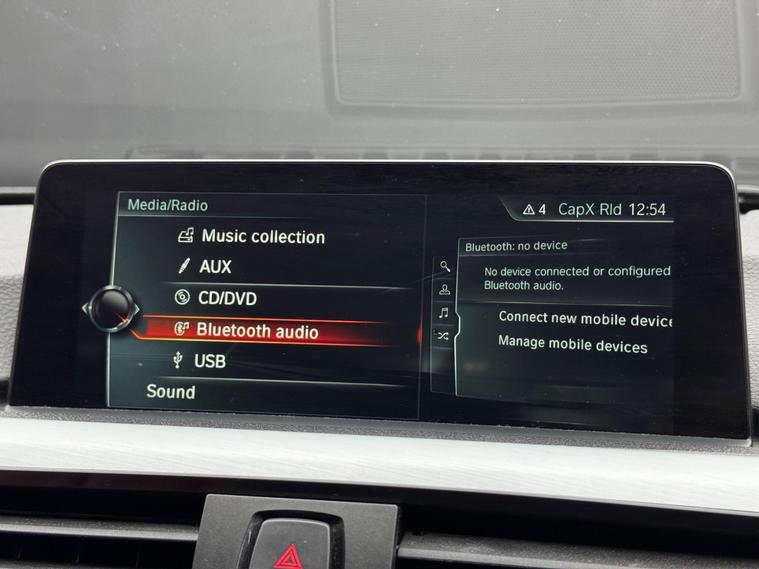 Media/Radio
4 CapX Rld 12:54
Music collection
AUX
CD/DVD
Bluetooth audio
USB
Sound
Bluetooth: no device
No device connected or configured
Bluetooth audio.
Connect new mobile device
Manage mobile devices